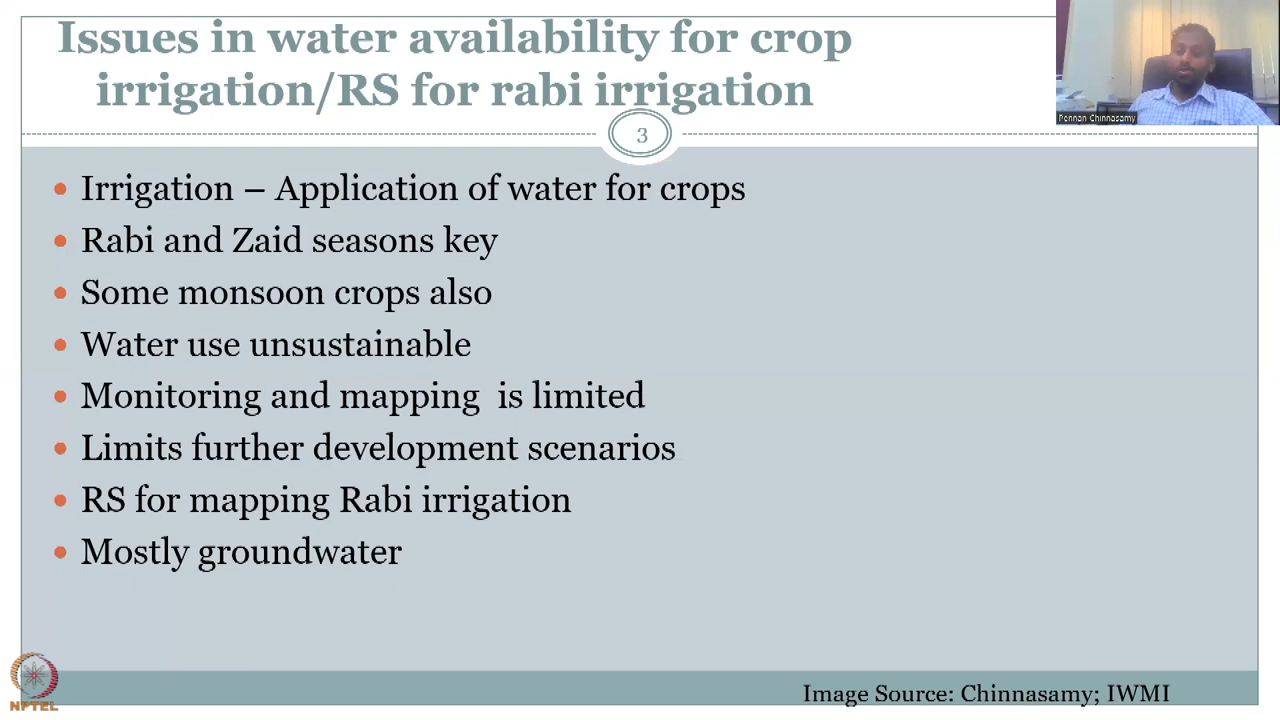 Issues in water availability for crop
irrigation/RS for rabi irrigation
Pennan Chinnasamy
3
• Irrigation – Application of water for crops
• Rabi and Zaid seasons key
• Some monsoon crops also
• Water use unsustainable
• Monitoring and mapping is limited
• Limits further development scenarios
• RS for mapping Rabi irrigation
• Mostly groundwater
NPTEL
Image Source: Chinnasamy; IWMI